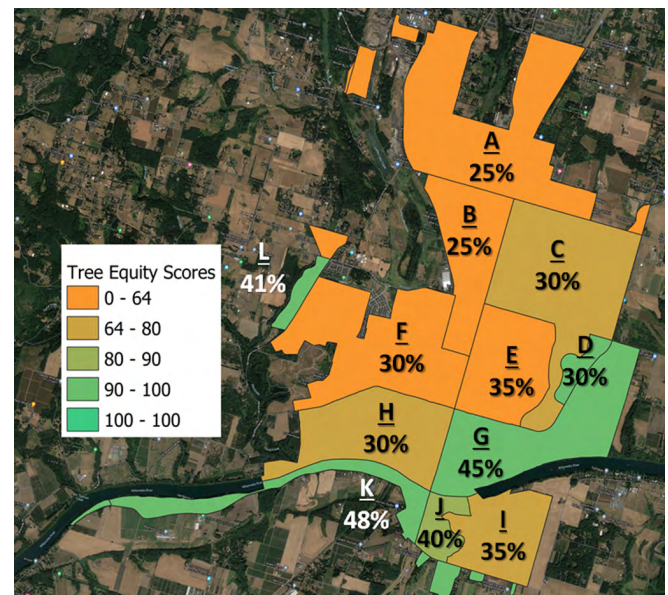 A
25%
B
25%
C
30%
L
41%
Tree Equity Scores
0 - 64
64 - 80
80 - 90
90 - 100
100 - 100
F
30%
E
35%
D
30%
H
30%
G
45%
K
48%
J
40%
I
35%